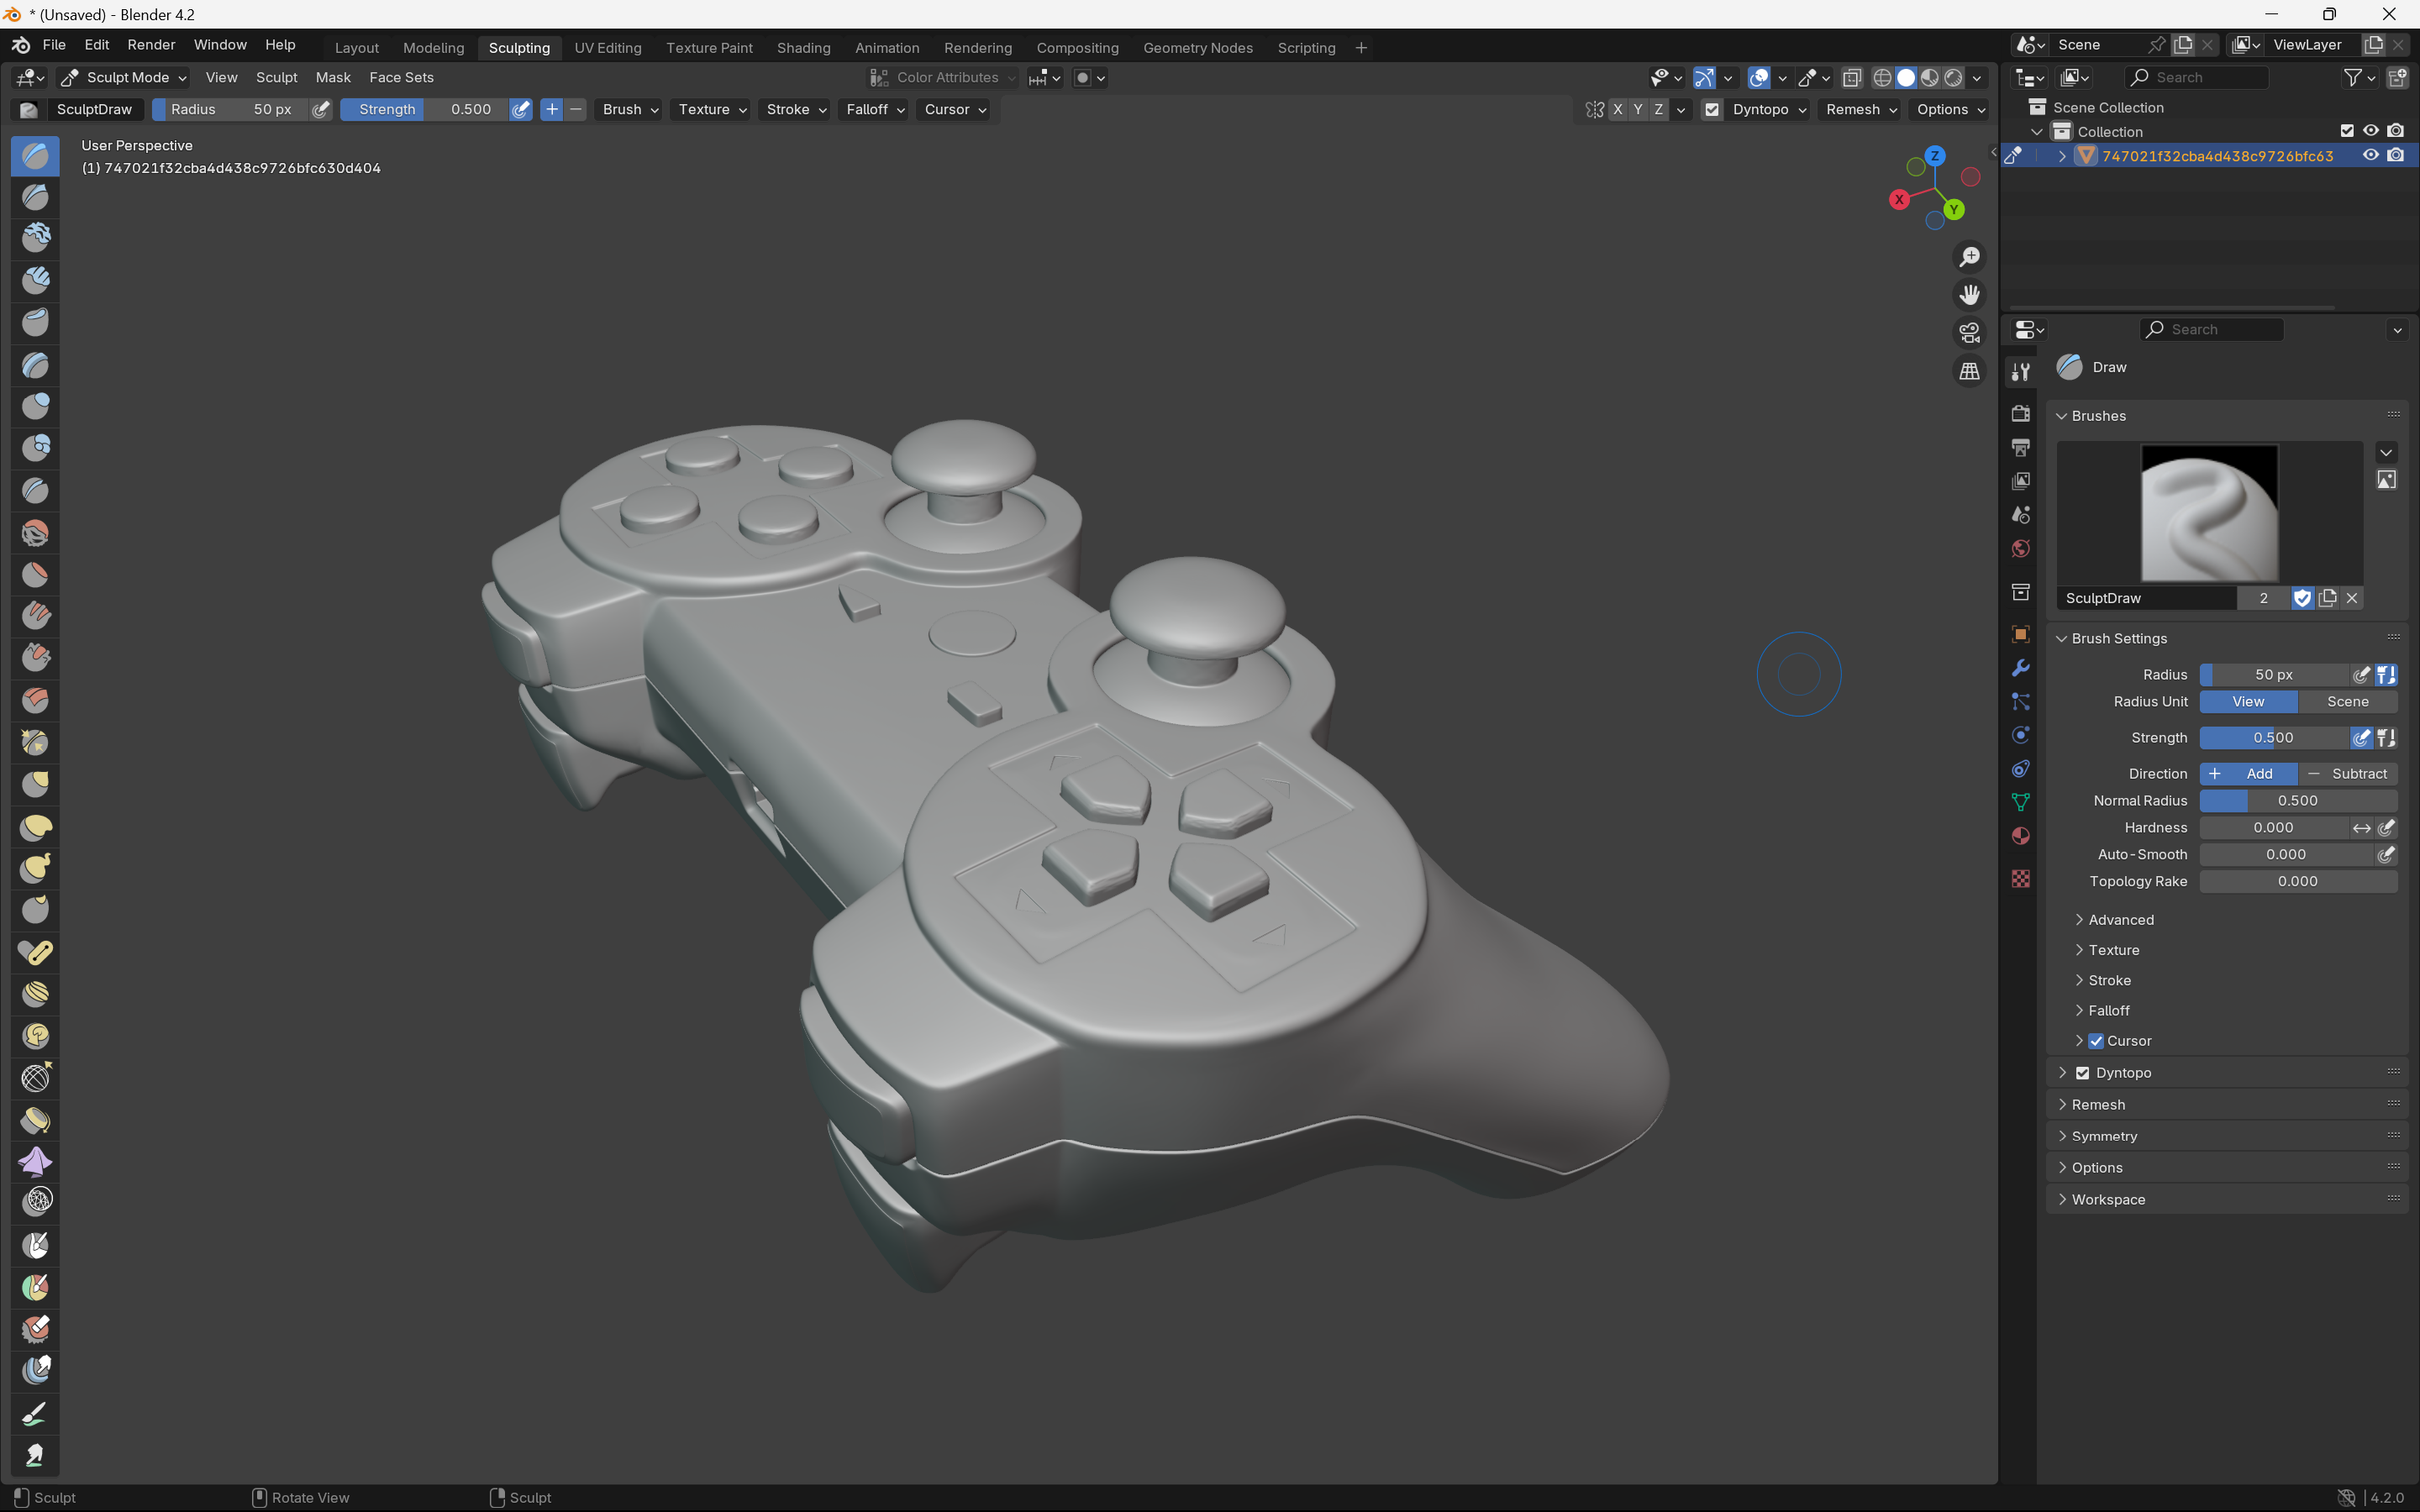 * (Unsaved) - Blender 4.2
File Edit Render Window Help Layout Modeling Sculpting UV Editing Texture Paint Shading Animation Rendering Compositing Geometry Nodes Scripting + Scene ViewLayer
Sculpt Mode View Sculpt Mask Face Sets Color Attributes Search
SculptDraw Radius 50 px Strength 0.500 + − Brush Texture Stroke Falloff Cursor X Y Z Dyntopo Remesh Options
User Perspective
(1) 747021f32cba4d438c9726bfc630d404
Z
X
Y
Scene Collection
Collection
747021f32cba4d438c9726bfc63
Search
Draw
Brushes
SculptDraw 2
Brush Settings
Radius 50 px
Radius Unit View Scene
Strength 0.500
Direction + Add − Subtract
Normal Radius 0.500
Hardness 0.000
Auto-Smooth 0.000
Topology Rake 0.000
Advanced
Texture
Stroke
Falloff
Cursor
Dyntopo
Remesh
Symmetry
Options
Workspace
Sculpt Rotate View Sculpt 4.2.0